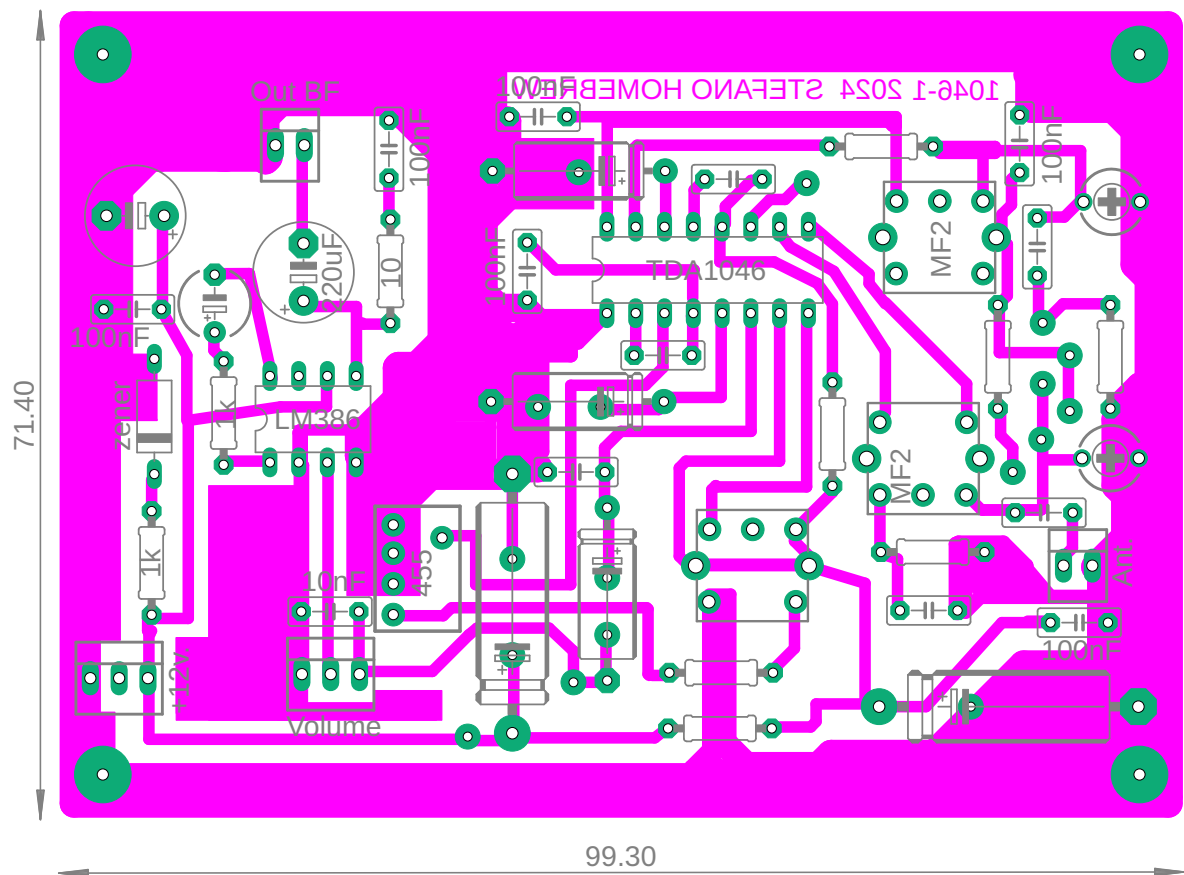 100nF
1046-1 2024 STEFANO HOMEBREW
Out BF
100nF
100nF
MF2
TDA1046
100nF
220uF
10
100nF
zener
1k
LM386
MF2
71.40
1k
455
10nF
Ant.
100nF
+12v.
Volume
99.30